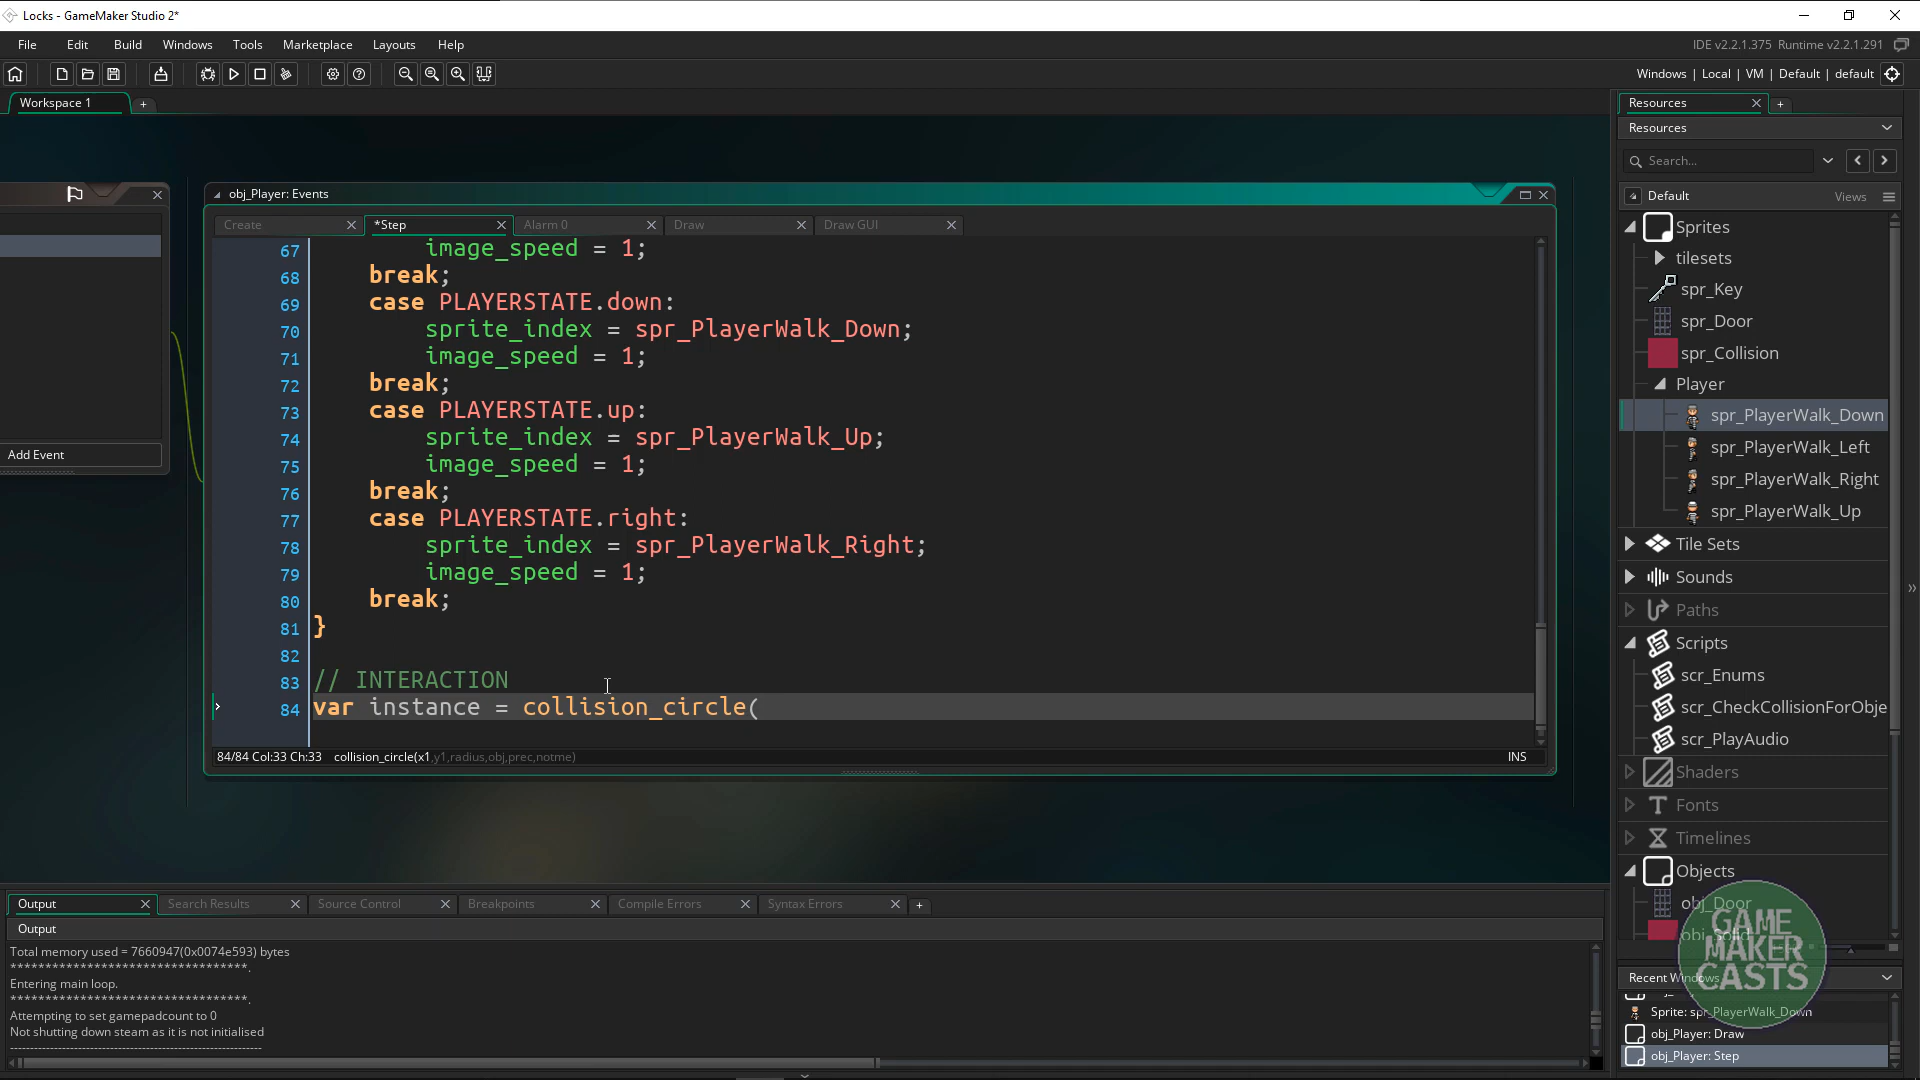 Locks - GameMaker Studio 2*
File Edit Build Windows Tools Marketplace Layouts Help
IDE v2.2.1.375 Runtime v2.2.1.291
Windows | Local | VM | Default | default
Workspace 1 +
Resources
Resources
Search...
Default Views
obj_Player: Events
Create *Step Alarm 0 Draw Draw GUI
67 image_speed = 1;
68 break;
69 case PLAYERSTATE.down:
70 sprite_index = spr_PlayerWalk_Down;
71 image_speed = 1;
72 break;
73 case PLAYERSTATE.up:
74 sprite_index = spr_PlayerWalk_Up;
75 image_speed = 1;
76 break;
77 case PLAYERSTATE.right:
78 sprite_index = spr_PlayerWalk_Right;
79 image_speed = 1;
80 break;
81 }
82
83 // INTERACTION
84 var instance = collision_circle(
84/84 Col:33 Ch:33 collision_circle(x1,y1,radius,obj,prec,notme) INS
Add Event
Sprites
tilesets
spr_Key
spr_Door
spr_Collision
Player
spr_PlayerWalk_Down
spr_PlayerWalk_Left
spr_PlayerWalk_Right
spr_PlayerWalk_Up
Tile Sets
Sounds
Paths
Scripts
scr_Enums
scr_CheckCollisionForObje
scr_PlayAudio
Shaders
Fonts
Timelines
Objects
obj_Door
obj_Solid
GAME
MAKER
CASTS
Recent Windows
Sprite: spr_PlayerWalk_Down
obj_Player: Draw
obj_Player: Step
Output Search Results Source Control Breakpoints Compile Errors Syntax Errors +
Output
Total memory used = 7660947(0x0074e593) bytes
**********************************.
Entering main loop.
**********************************.
Attempting to set gamepadcount to 0
Not shutting down steam as it is not initialised
---------------------------------------------------------------